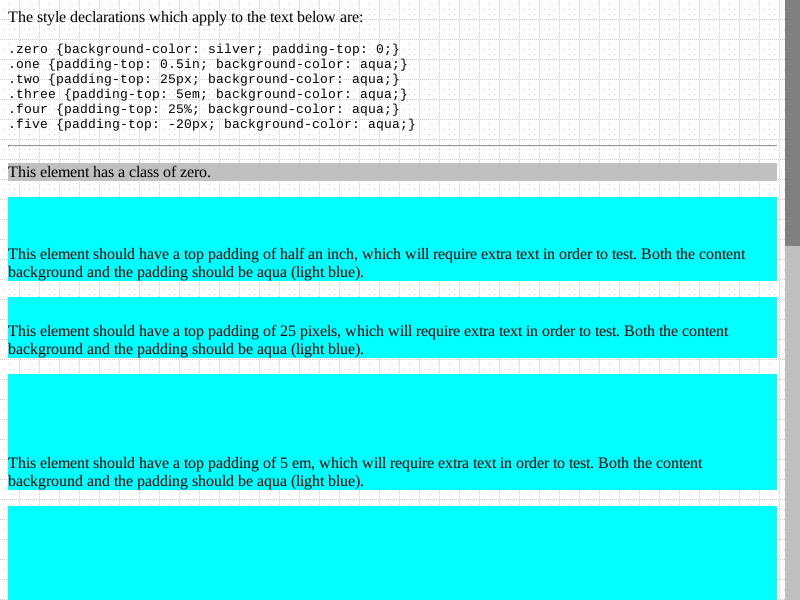 The style declarations which apply to the text below are:
.zero {background-color: silver; padding-top: 0;}
.one {padding-top: 0.5in; background-color: aqua;}
.two {padding-top: 25px; background-color: aqua;}
.three {padding-top: 5em; background-color: aqua;}
.four {padding-top: 25%; background-color: aqua;}
.five {padding-top: -20px; background-color: aqua;}
This element has a class of zero.
This element should have a top padding of half an inch, which will require extra text in order to test. Both the content
background and the padding should be aqua (light blue).
This element should have a top padding of 25 pixels, which will require extra text in order to test. Both the content
background and the padding should be aqua (light blue).
This element should have a top padding of 5 em, which will require extra text in order to test. Both the content
background and the padding should be aqua (light blue).